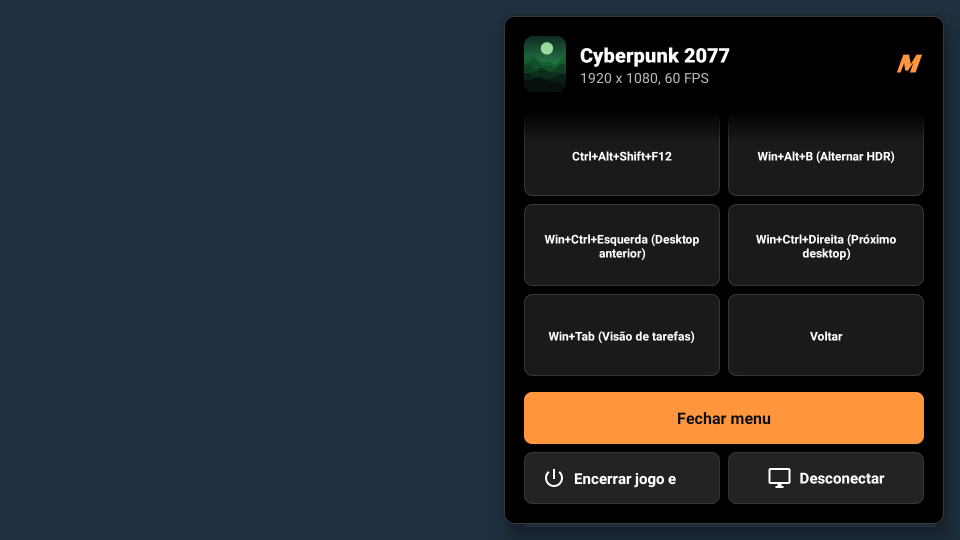 Cyberpunk 2077
1920 x 1080, 60 FPS
Ctrl+Alt+Shift+F12
Win+Alt+B (Alternar HDR)
Win+Ctrl+Esquerda (Desktop
anterior)
Win+Ctrl+Direita (Próximo
desktop)
Win+Tab (Visão de tarefas)
Voltar
Fechar menu
Encerrar jogo e
Desconectar